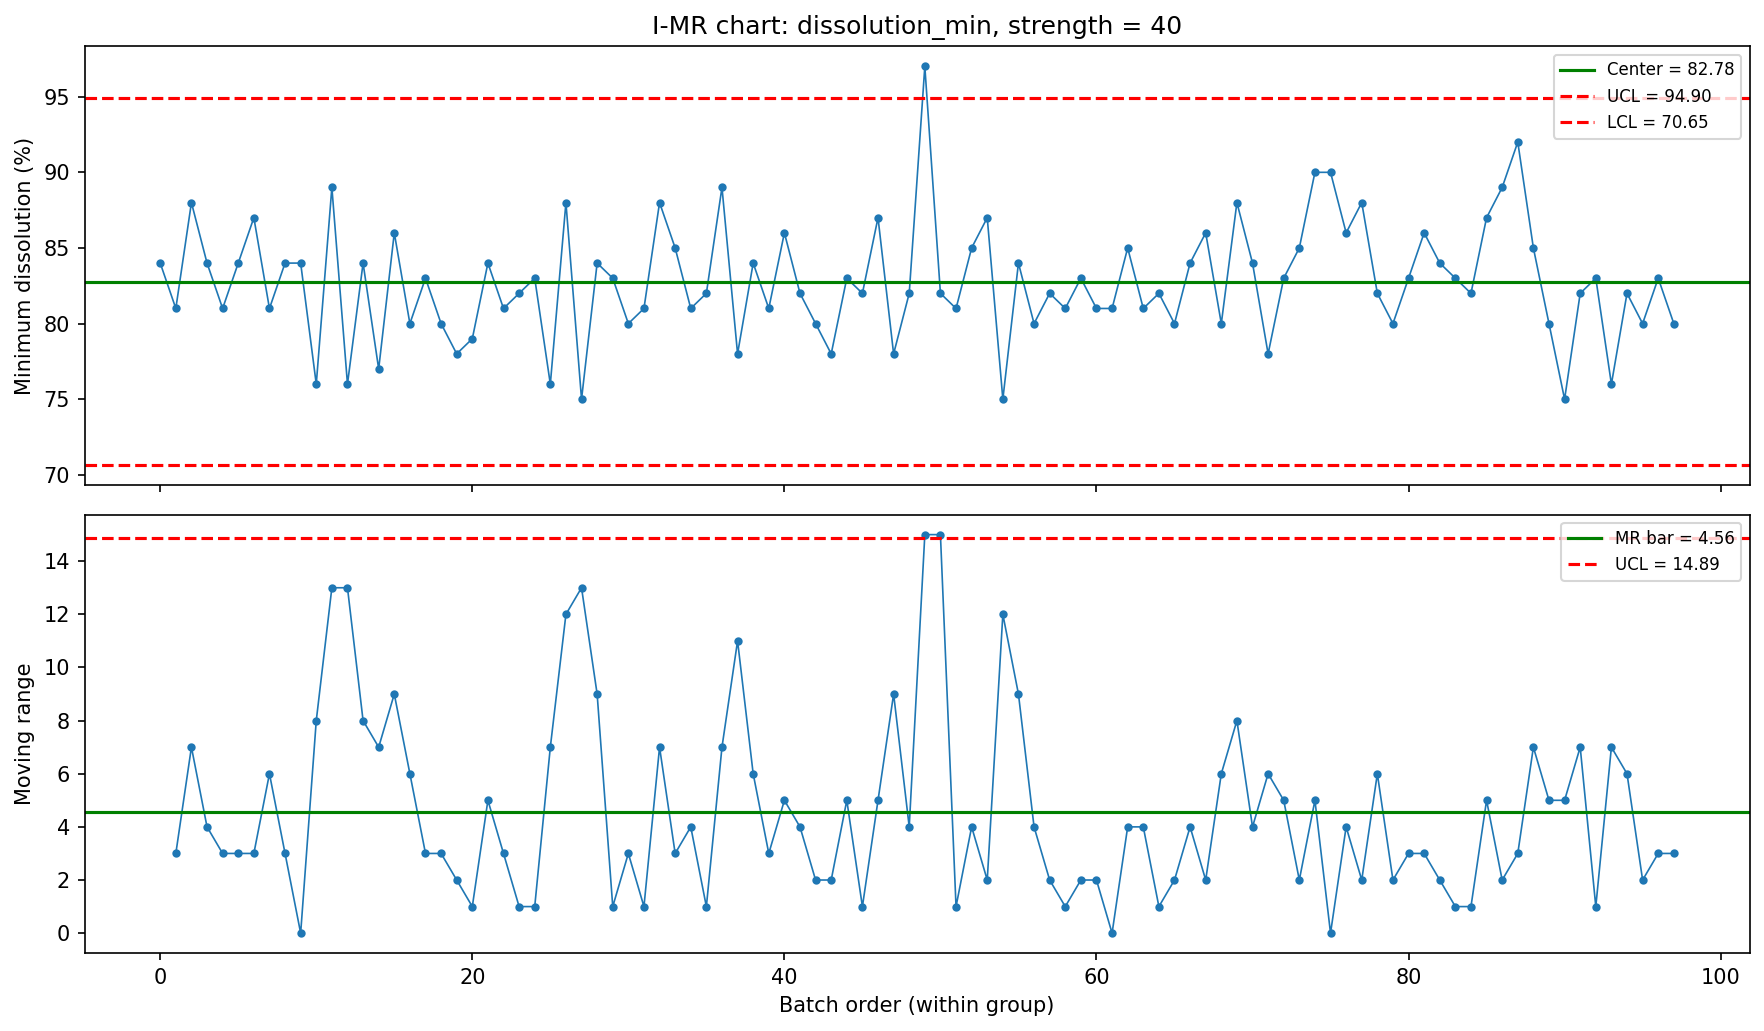 I-MR chart: dissolution_min, strength = 40
Minimum dissolution (%)
95
90
85
80
75
70
Center = 82.78
UCL = 94.90
LCL = 70.65
Moving range
14
12
10
8
6
4
2
0
MR bar = 4.56
UCL = 14.89
0 20 40 60 80 100
Batch order (within group)